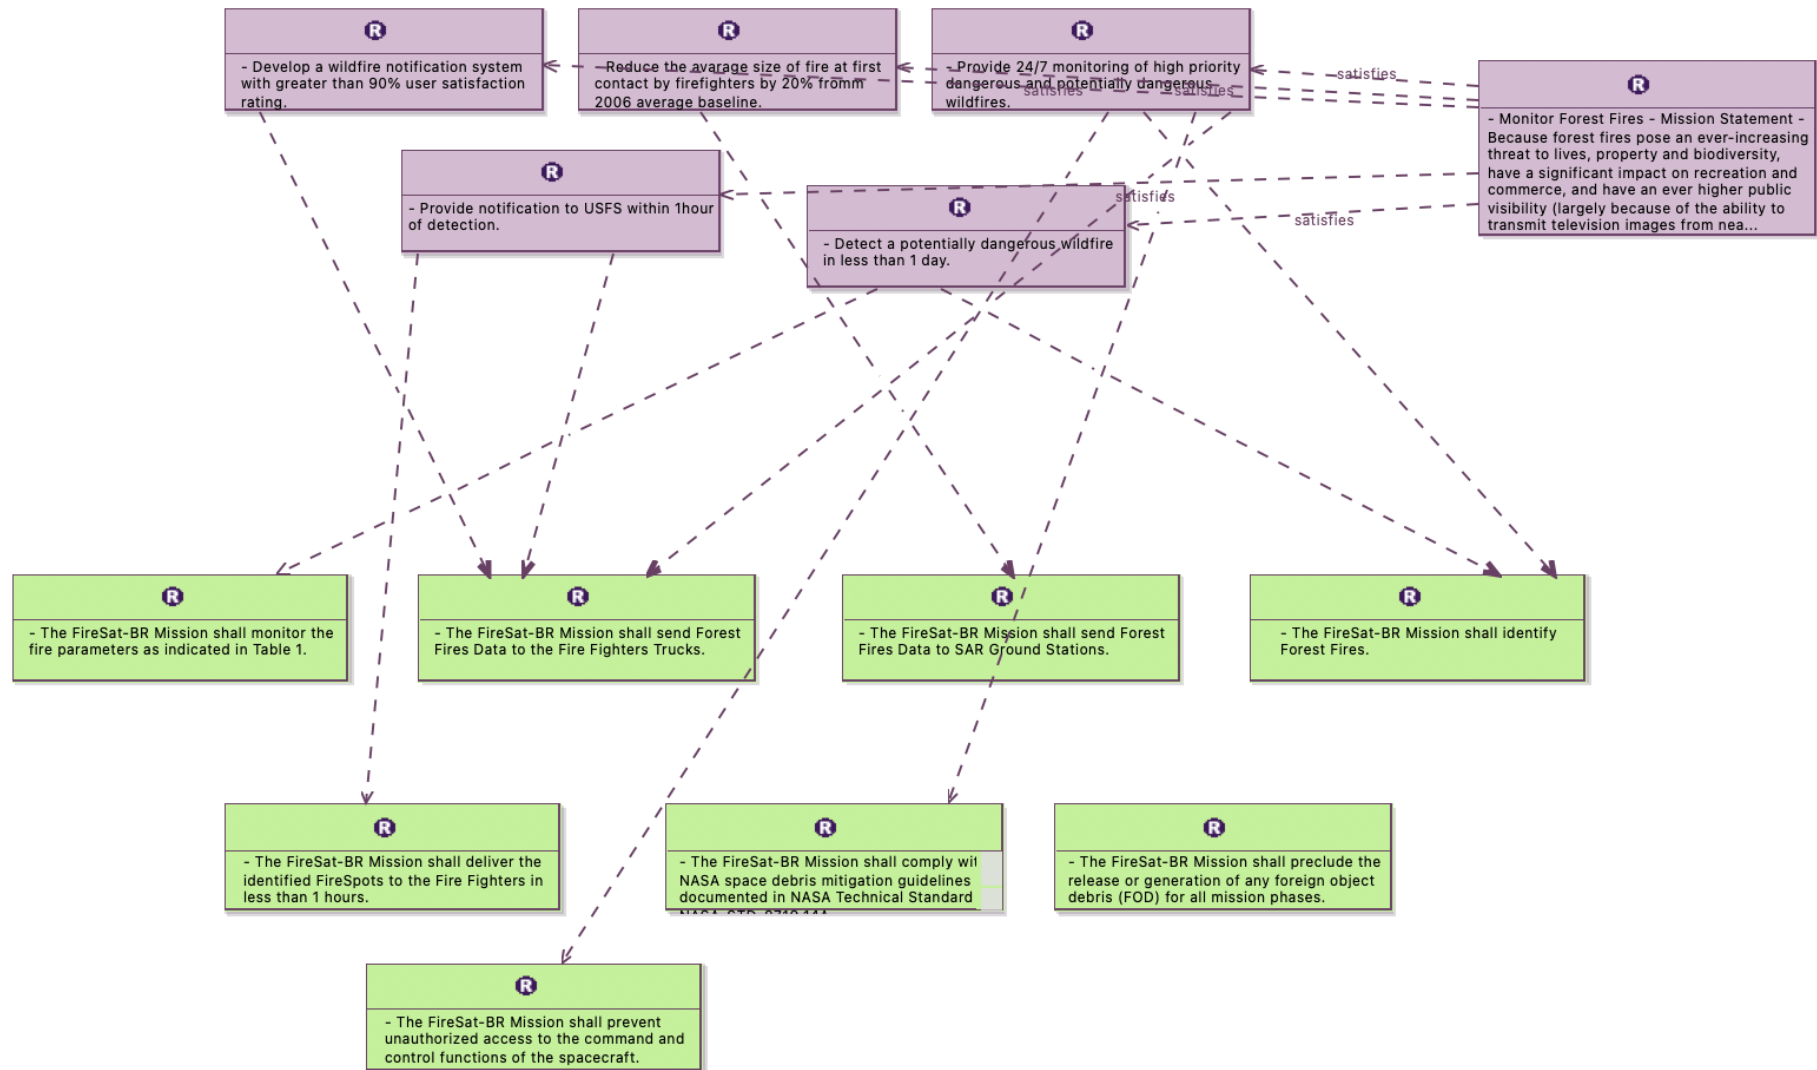 R
- Develop a wildfire notification system
with greater than 90% user satisfaction
rating.
R
- Reduce the avarage size of fire at first
contact by firefighters by 20% fromm
2006 average baseline.
R
- Provide 24/7 monitoring of high priority
dangerous and potentially dangerous
wildfires.
satisfies
satisfies
satisfies
R
- Monitor Forest Fires - Mission Statement -
Because forest fires pose an ever-increasing
threat to lives, property and biodiversity,
have a significant impact on recreation and
commerce, and have an ever higher public
visibility (largely because of the ability to
transmit television images from nea...
R
- Provide notification to USFS within 1hour
of detection.
R
- Detect a potentially dangerous wildfire
in less than 1 day.
satisfies
satisfies
R
- The FireSat-BR Mission shall monitor the
fire parameters as indicated in Table 1.
R
- The FireSat-BR Mission shall send Forest
Fires Data to the Fire Fighters Trucks.
R
- The FireSat-BR Mission shall send Forest
Fires Data to SAR Ground Stations.
R
- The FireSat-BR Mission shall identify
Forest Fires.
R
- The FireSat-BR Mission shall deliver the
identified FireSpots to the Fire Fighters in
less than 1 hours.
R
- The FireSat-BR Mission shall comply wit
NASA space debris mitigation guidelines
documented in NASA Technical Standard
R
- The FireSat-BR Mission shall preclude the
release or generation of any foreign object
debris (FOD) for all mission phases.
R
- The FireSat-BR Mission shall prevent
unauthorized access to the command and
control functions of the spacecraft.